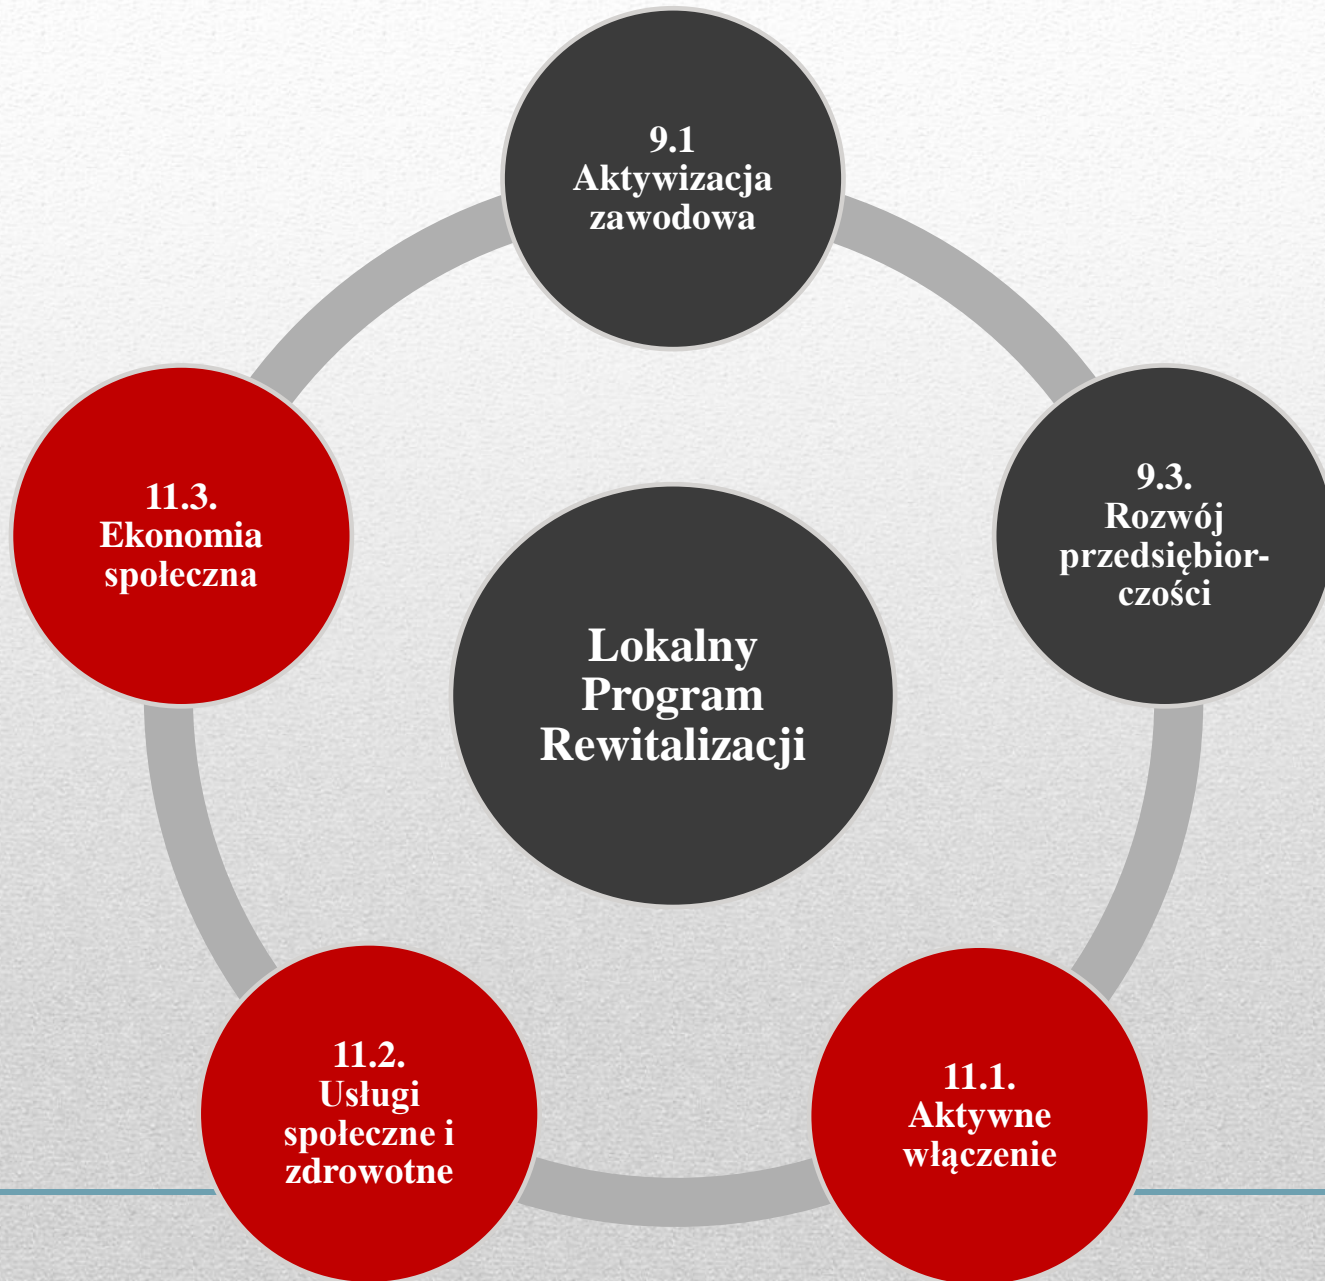 9.1
Aktywizacja
zawodowa
9.3.
Rozwój
przedsiębior-
czości
11.1.
Aktywne
włączenie
11.2.
Usługi
społeczne i
zdrowotne
11.3.
Ekonomia
społeczna
Lokalny
Program
Rewitalizacji